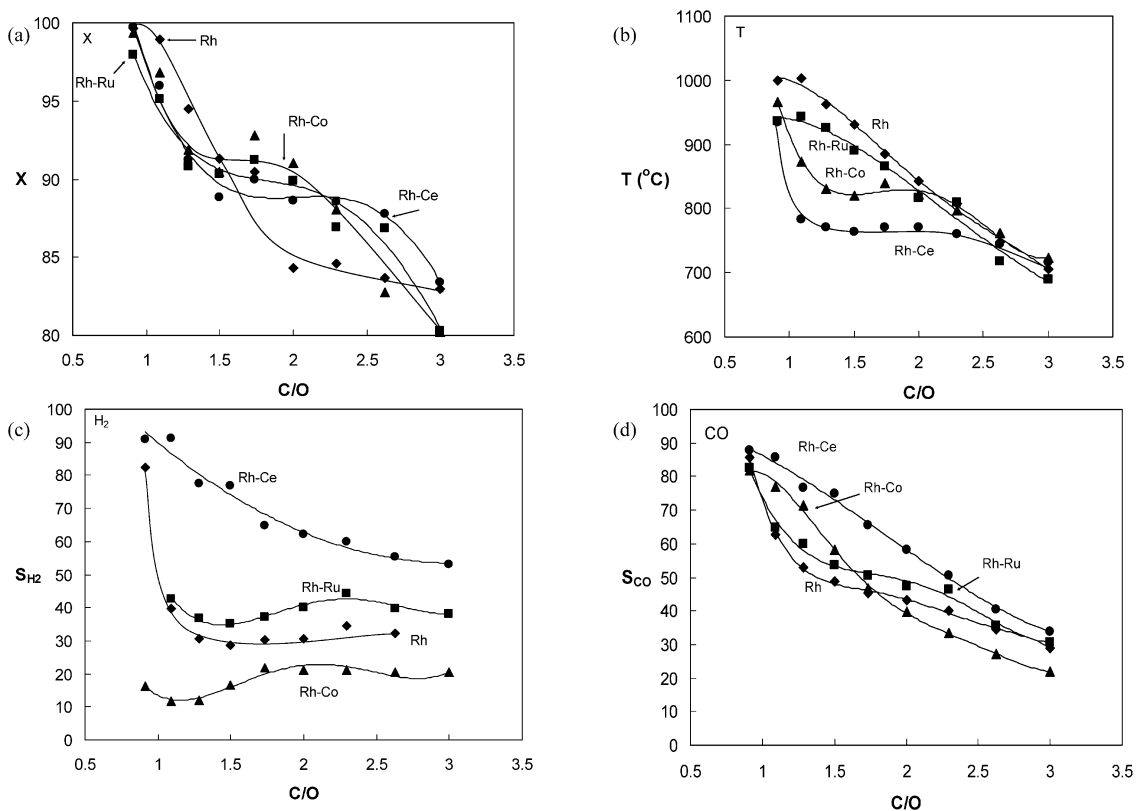 (a)
X
Rh
Rh-Ru
Rh-Co
Rh-Ce
X
100
95
90
85
80
0.5 1 1.5 2 2.5 3 3.5
C/O
(b)
T
Rh
Rh-Ru
Rh-Co
Rh-Ce
T (°C)
1100
1000
900
800
700
600
0.5 1 1.5 2 2.5 3 3.5
C/O
(c)
H2
Rh-Ce
Rh-Ru
Rh
Rh-Co
SH2
100
90
80
70
60
50
40
30
20
10
0
0.5 1 1.5 2 2.5 3 3.5
C/O
(d)
CO
Rh-Ce
Rh-Co
Rh-Ru
Rh
SCO
100
90
80
70
60
50
40
30
20
10
0
0.5 1 1.5 2 2.5 3 3.5
C/O